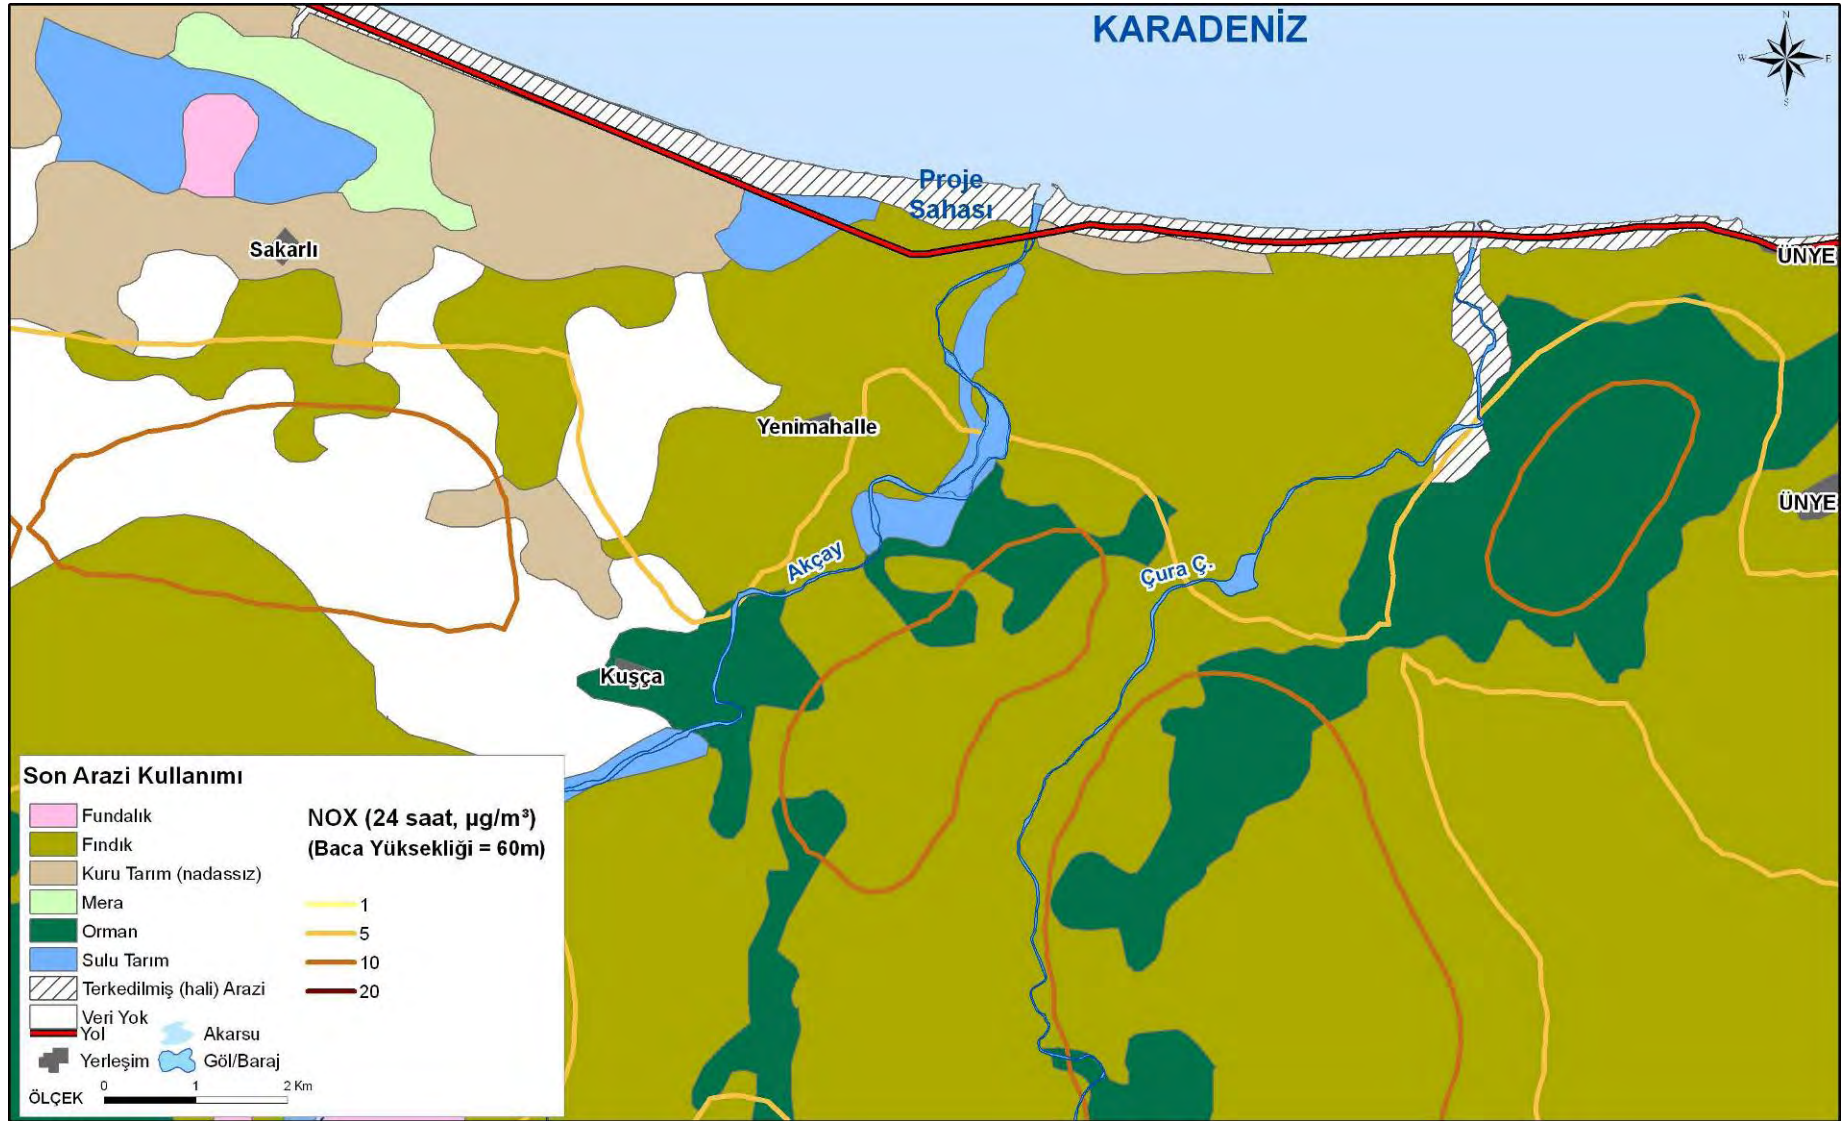 KARADENİZ
N
W
E
S
Proje
Sahası
Sakarlı
ÜNYE
Yenimahalle
ÜNYE
Akçay
Çura Ç.
Kuşça
Son Arazi Kullanımı
Fundalık
Fındık
Kuru Tarım (nadassız)
Mera
Orman
Sulu Tarım
Terkedilmiş (hali) Arazi
Veri Yok
Yol
Akarsu
Yerleşim
Göl/Baraj
NOX (24 saat, µg/m³)
(Baca Yüksekliği = 60m)
1
5
10
20
ÖLÇEK
0 1 2 Km